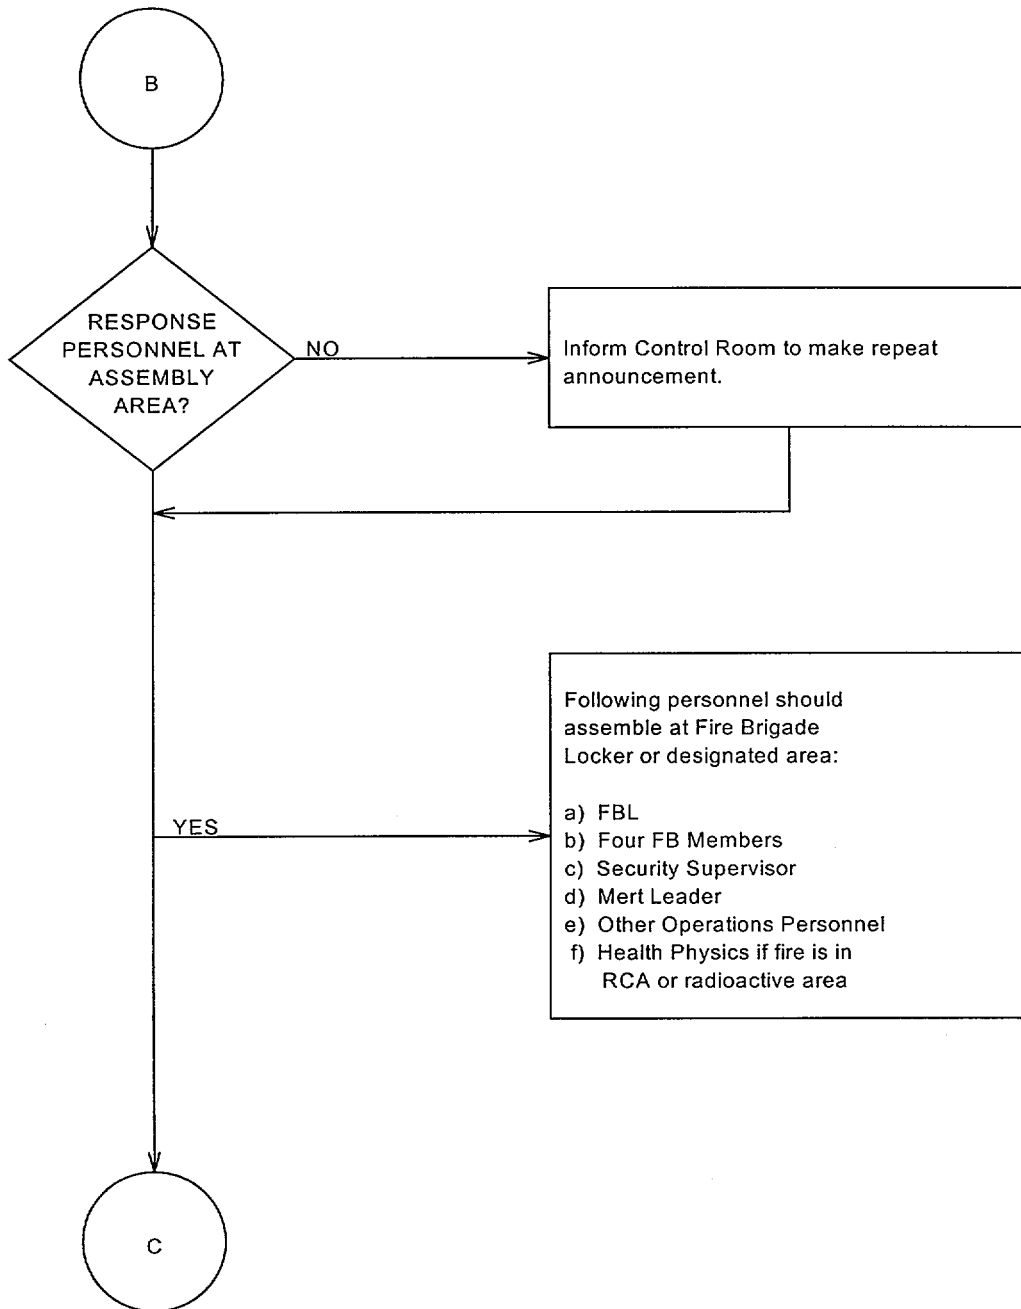 B
RESPONSE
PERSONNEL AT
ASSEMBLY
AREA?
NO
Inform Control Room to make repeat
announcement.
Following personnel should
assemble at Fire Brigade
Locker or designated area:
YES
a) FBL
b) Four FB Members
c) Security Supervisor
d) Mert Leader
e) Other Operations Personnel
f) Health Physics if fire is in
RCA or radioactive area
C